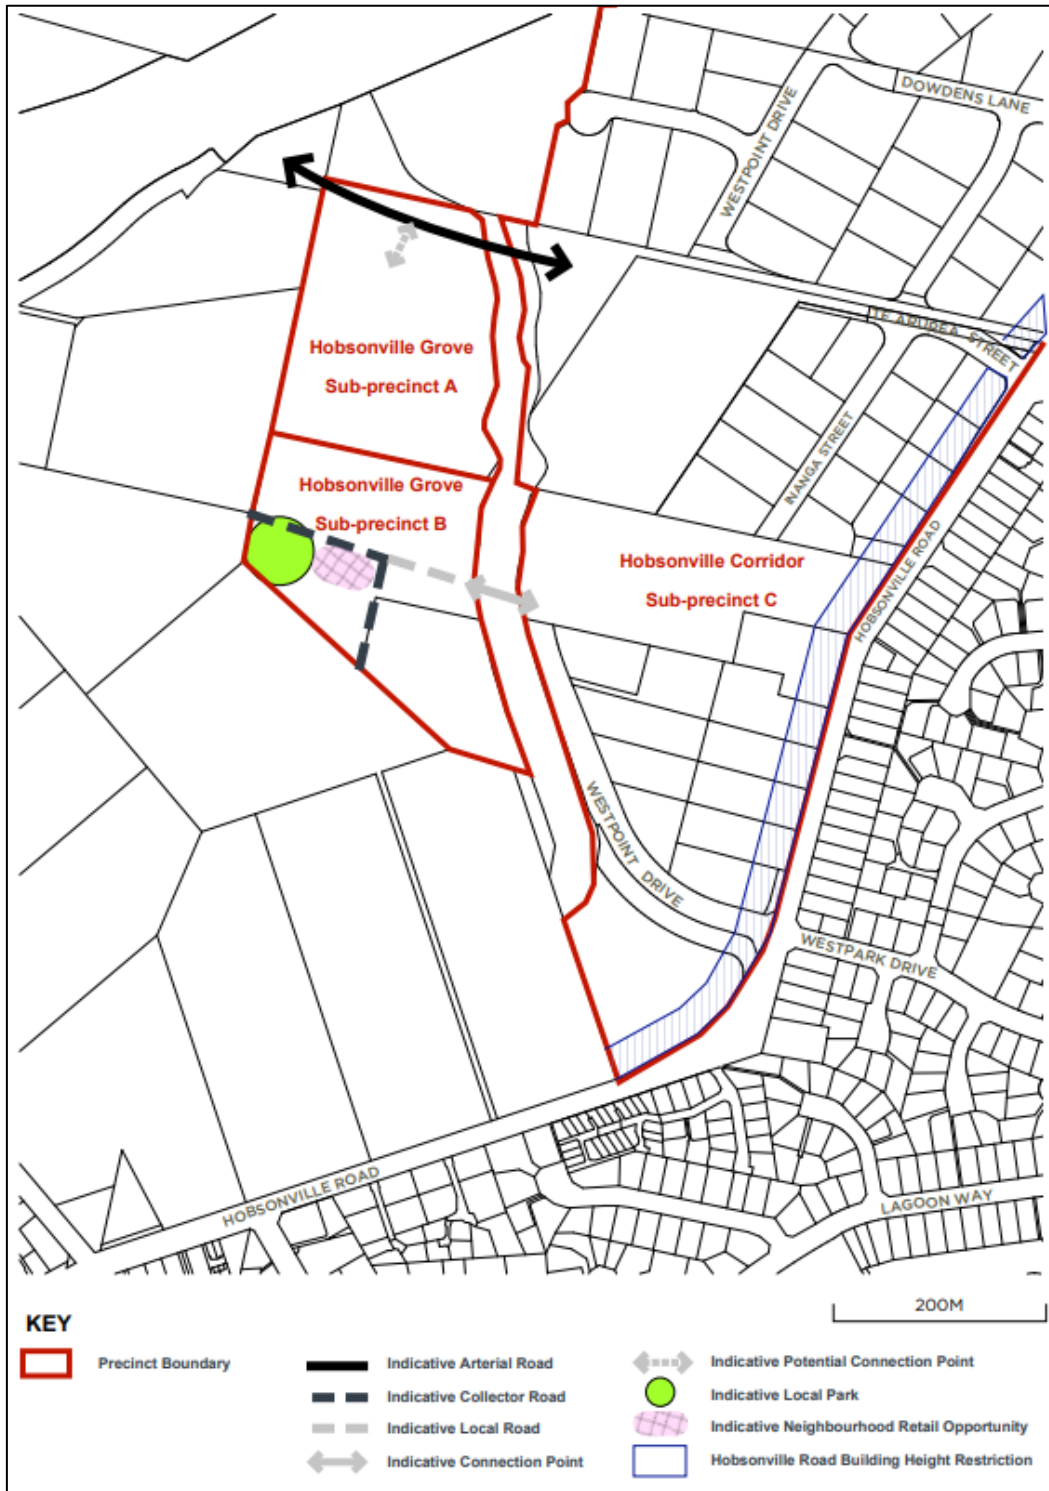 DOWDENS LANE
WESTPOINT DRIVE
TE ARUREA STREET
Hobsonville Grove
Sub-precinct A
INANGA STREET
Hobsonville Grove
Sub-precinct B
HOBSONVILLE ROAD
Hobsonville Corridor
Sub-precinct C
WESTPOINT DRIVE
WESTPARK DRIVE
HOBSONVILLE ROAD
LAGOON WAY
200M
KEY
Precinct Boundary
Indicative Arterial Road
Indicative Collector Road
Indicative Local Road
Indicative Connection Point
Indicative Potential Connection Point
Indicative Local Park
Indicative Neighbourhood Retail Opportunity
Hobsonville Road Building Height Restriction